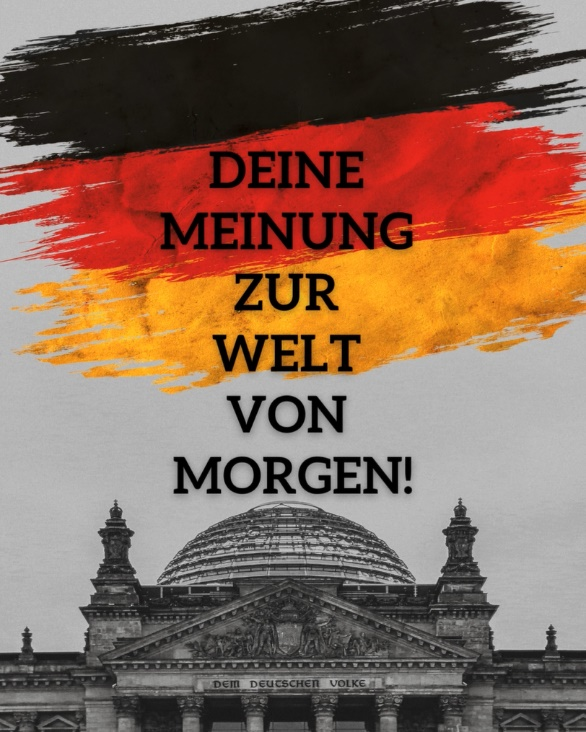 DEINE
MEINUNG
ZUR
WELT
VON
MORGEN!
DEM DEUTSCHEN VOLKE